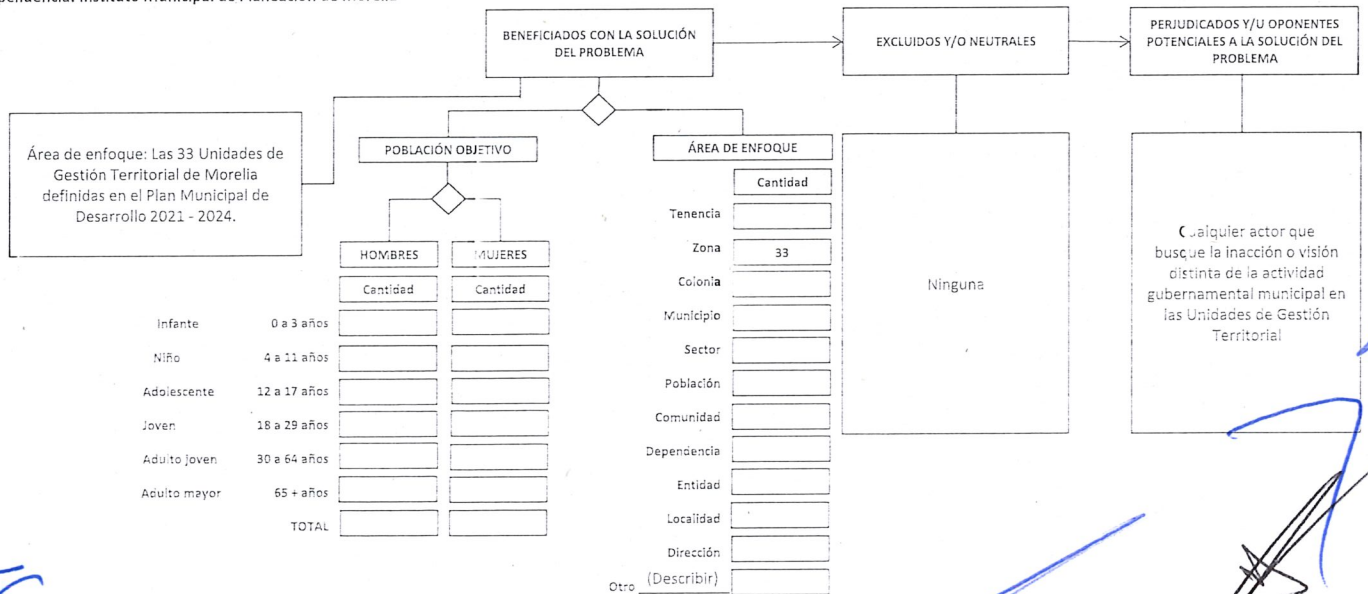 BENEFICIADOS CON LA SOLUCIÓN
DEL PROBLEMA
EXCLUIDOS Y/O NEUTRALES
PERJUDICADOS Y/U OPONENTES
POTENCIALES A LA SOLUCIÓN DEL
PROBLEMA
Área de enfoque: Las 33 Unidades de
Gestión Territorial de Morelia
definidas en el Plan Municipal de
Desarrollo 2021 - 2024.
POBLACIÓN OBJETIVO
HOMBRES
MUJERES
Cantidad
Cantidad
Infante 0 a 3 años
Niño 4 a 11 años
Adolescente 12 a 17 años
Joven 18 a 29 años
Adulto joven 30 a 64 años
Adulto mayor 65 + años
TOTAL
ÁREA DE ENFOQUE
Cantidad
Tenencia
Zona 33
Colonia
Municipio
Sector
Población
Comunidad
Dependencia
Entidad
Localidad
Dirección
Otro (Describir)
Ninguna
Cualquier actor que
busque la inacción o visión
distinta de la actividad
gubernamental municipal en
las Unidades de Gestión
Territorial